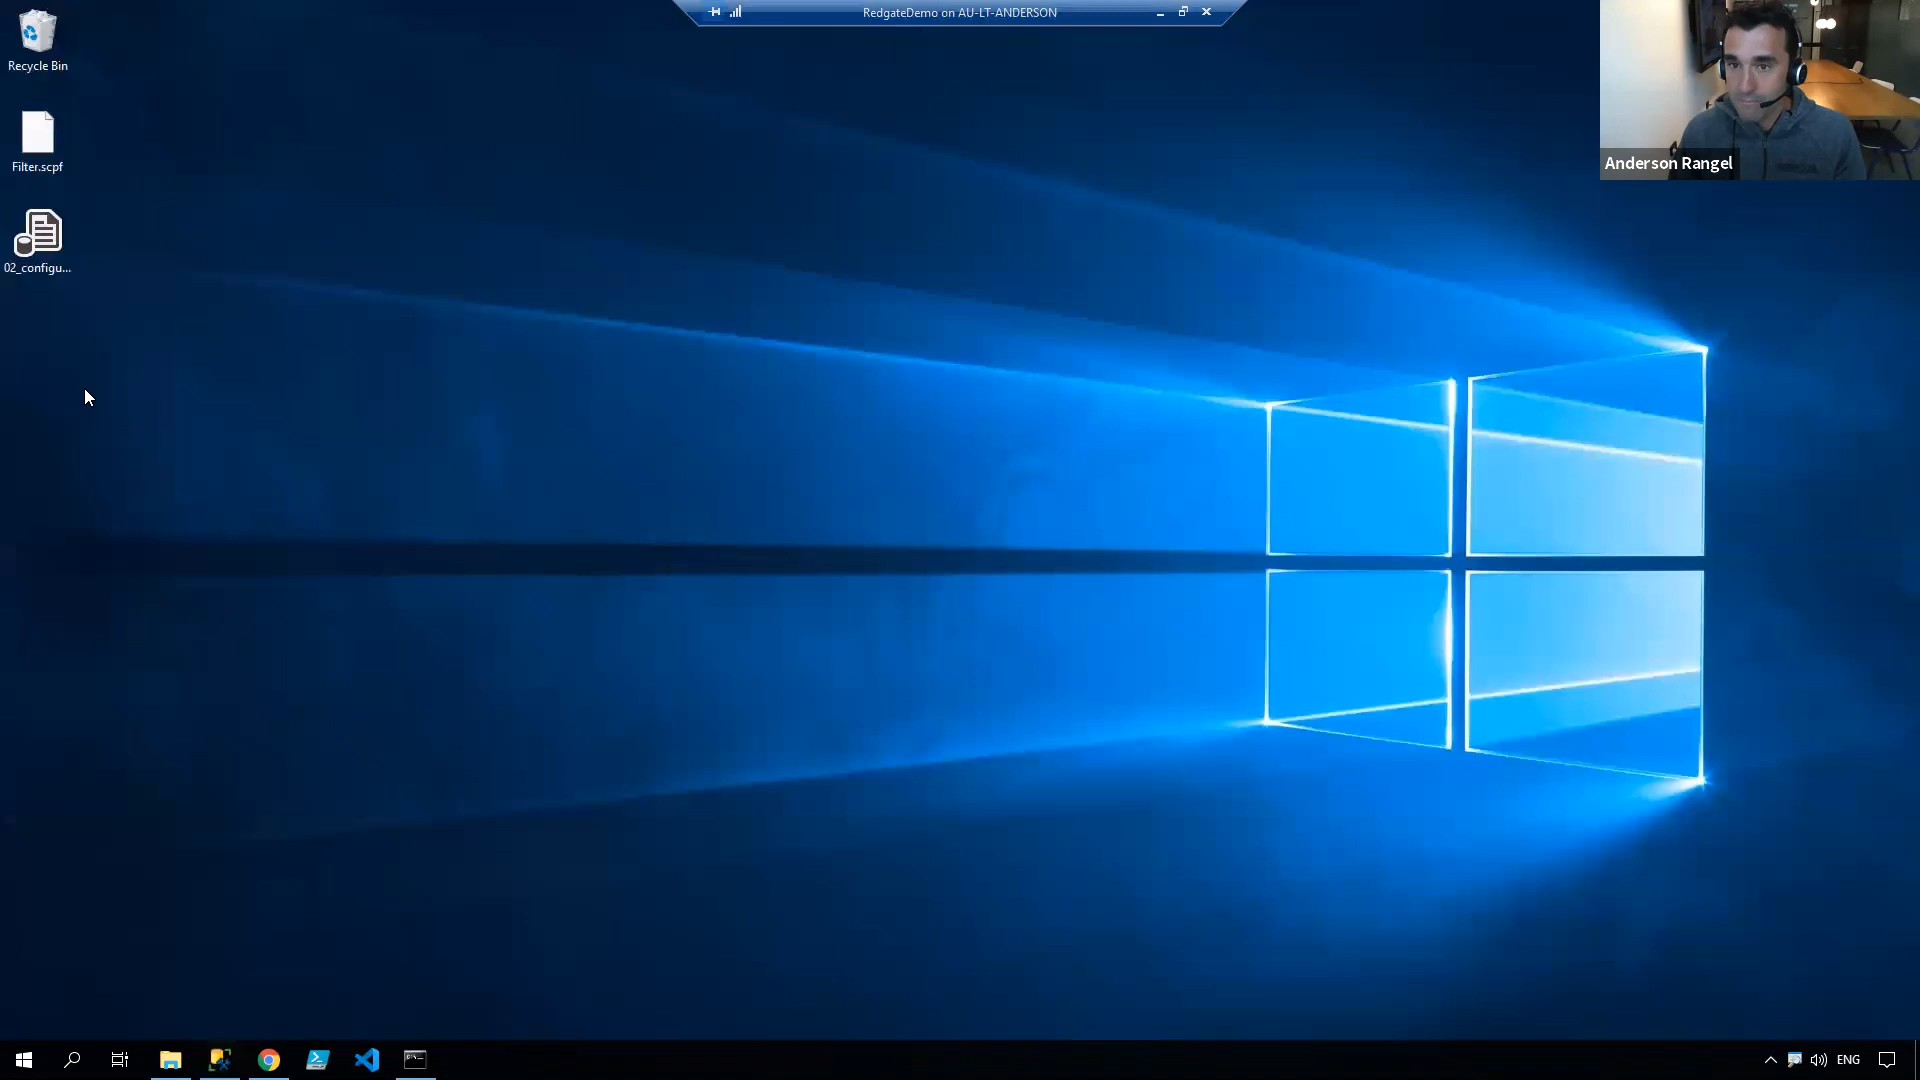 RedgateDemo on AU-LT-ANDERSON
Recycle Bin
Filter.scpf
02_configu...
Anderson Rangel
ENG